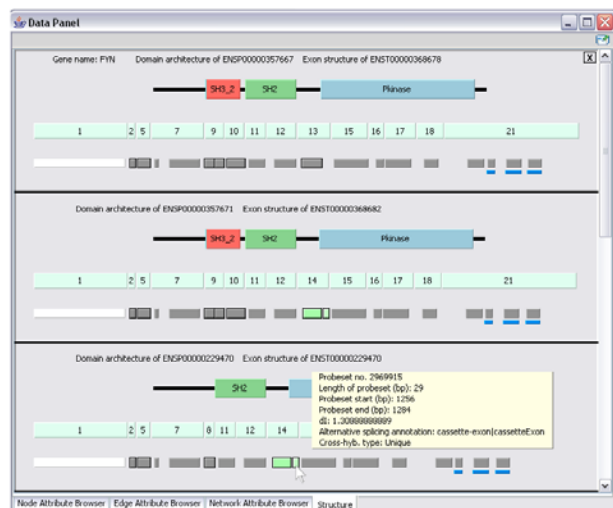 Data Panel
Gene name: FYN Domain architecture of ENSP00000357667 Exon structure of ENST00000368678 X
SH3_2 SH2 Pkinase
1 2 5 7 9 10 11 12 13 15 16 17 18 21
Domain architecture of ENSP00000357671 Exon structure of ENST00000368682
SH3_2 SH2 Pkinase
1 2 5 7 9 10 11 12 14 15 16 17 18 21
Domain architecture of ENSP00000229470 Exon structure of ENST00000229470
SH2
Probeset no. 2969915
Length of probeset (bp): 29
Probeset start (bp): 1256
Probeset end (bp): 1284
dI: 1.30888888889
Alternative splicing annotation: cassette-exon|cassetteExon
Cross-hyb. type: Unique
1 2 5 7 8 11 12 14
Node Attribute Browser Edge Attribute Browser Network Attribute Browser Structure